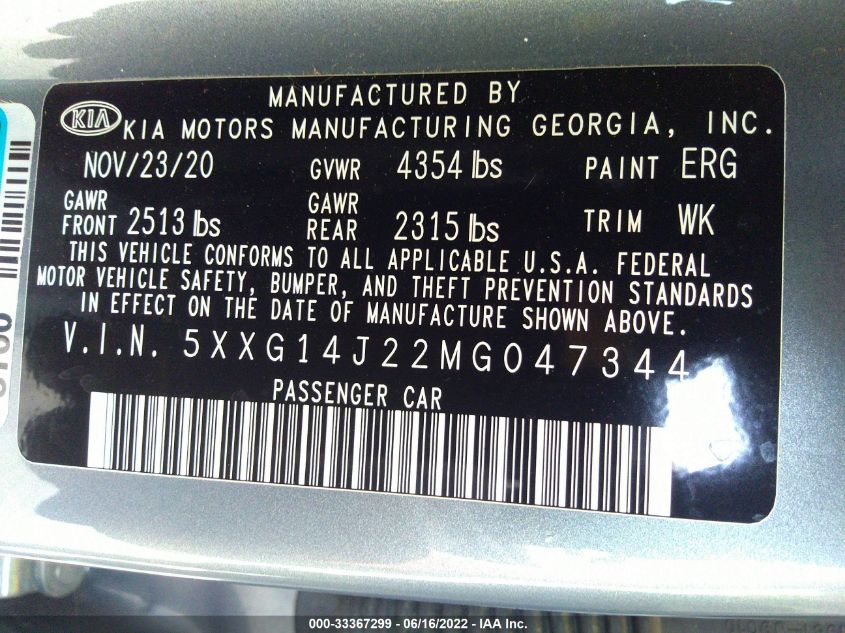 MANUFACTURED BY
KIA KIA MOTORS MANUFACTURING GEORGIA, INC.
NOV/23/20 GVWR 4354 lbs PAINT ERG
GAWR FRONT 2513 lbs GAWR REAR 2315 lbs TRIM WK
THIS VEHICLE CONFORMS TO ALL APPLICABLE U.S.A. FEDERAL
MOTOR VEHICLE SAFETY, BUMPER, AND THEFT PREVENTION STANDARDS
IN EFFECT ON THE DATE OF MANUFACTURE SHOWN ABOVE.
V.I.N. 5XXG14J22MG047344
PASSENGER CAR
000-33367299 - 06/16/2022 - IAA Inc.